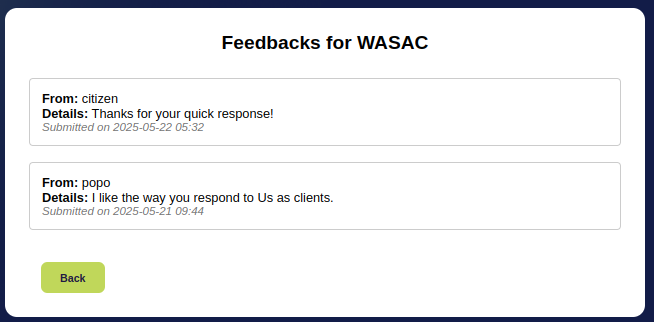 Feedbacks for WASAC
From: citizen
Details: Thanks for your quick response!
Submitted on 2025-05-22 05:32
From: popo
Details: I like the way you respond to Us as clients.
Submitted on 2025-05-21 09:44
Back